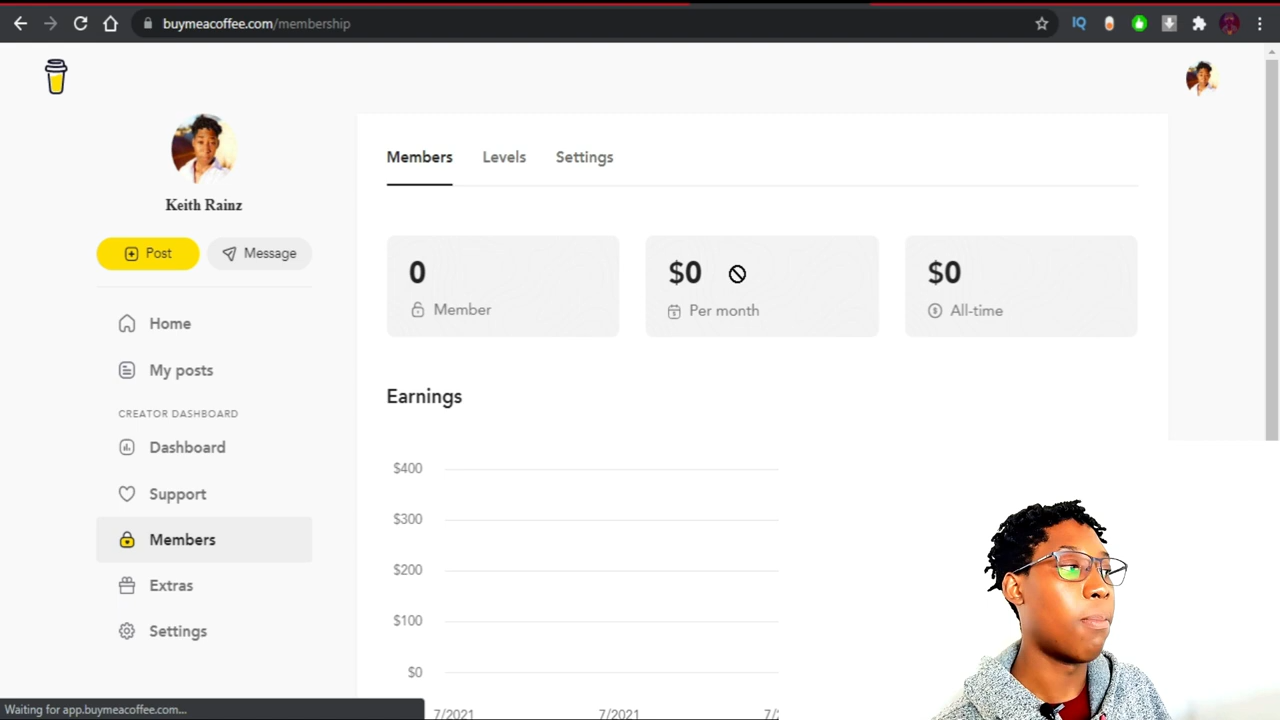 buymeacoffee.com/membership
IQ
Keith Rainz
Post
Message
Home
My posts
CREATOR DASHBOARD
Dashboard
Support
Members
Extras
Settings
Members Levels Settings
0
Member
$0
Per month
$0
All-time
Earnings
$400
$300
$200
$100
$0
7/2021 7/2021 7/
Waiting for app.buymeacoffee.com...